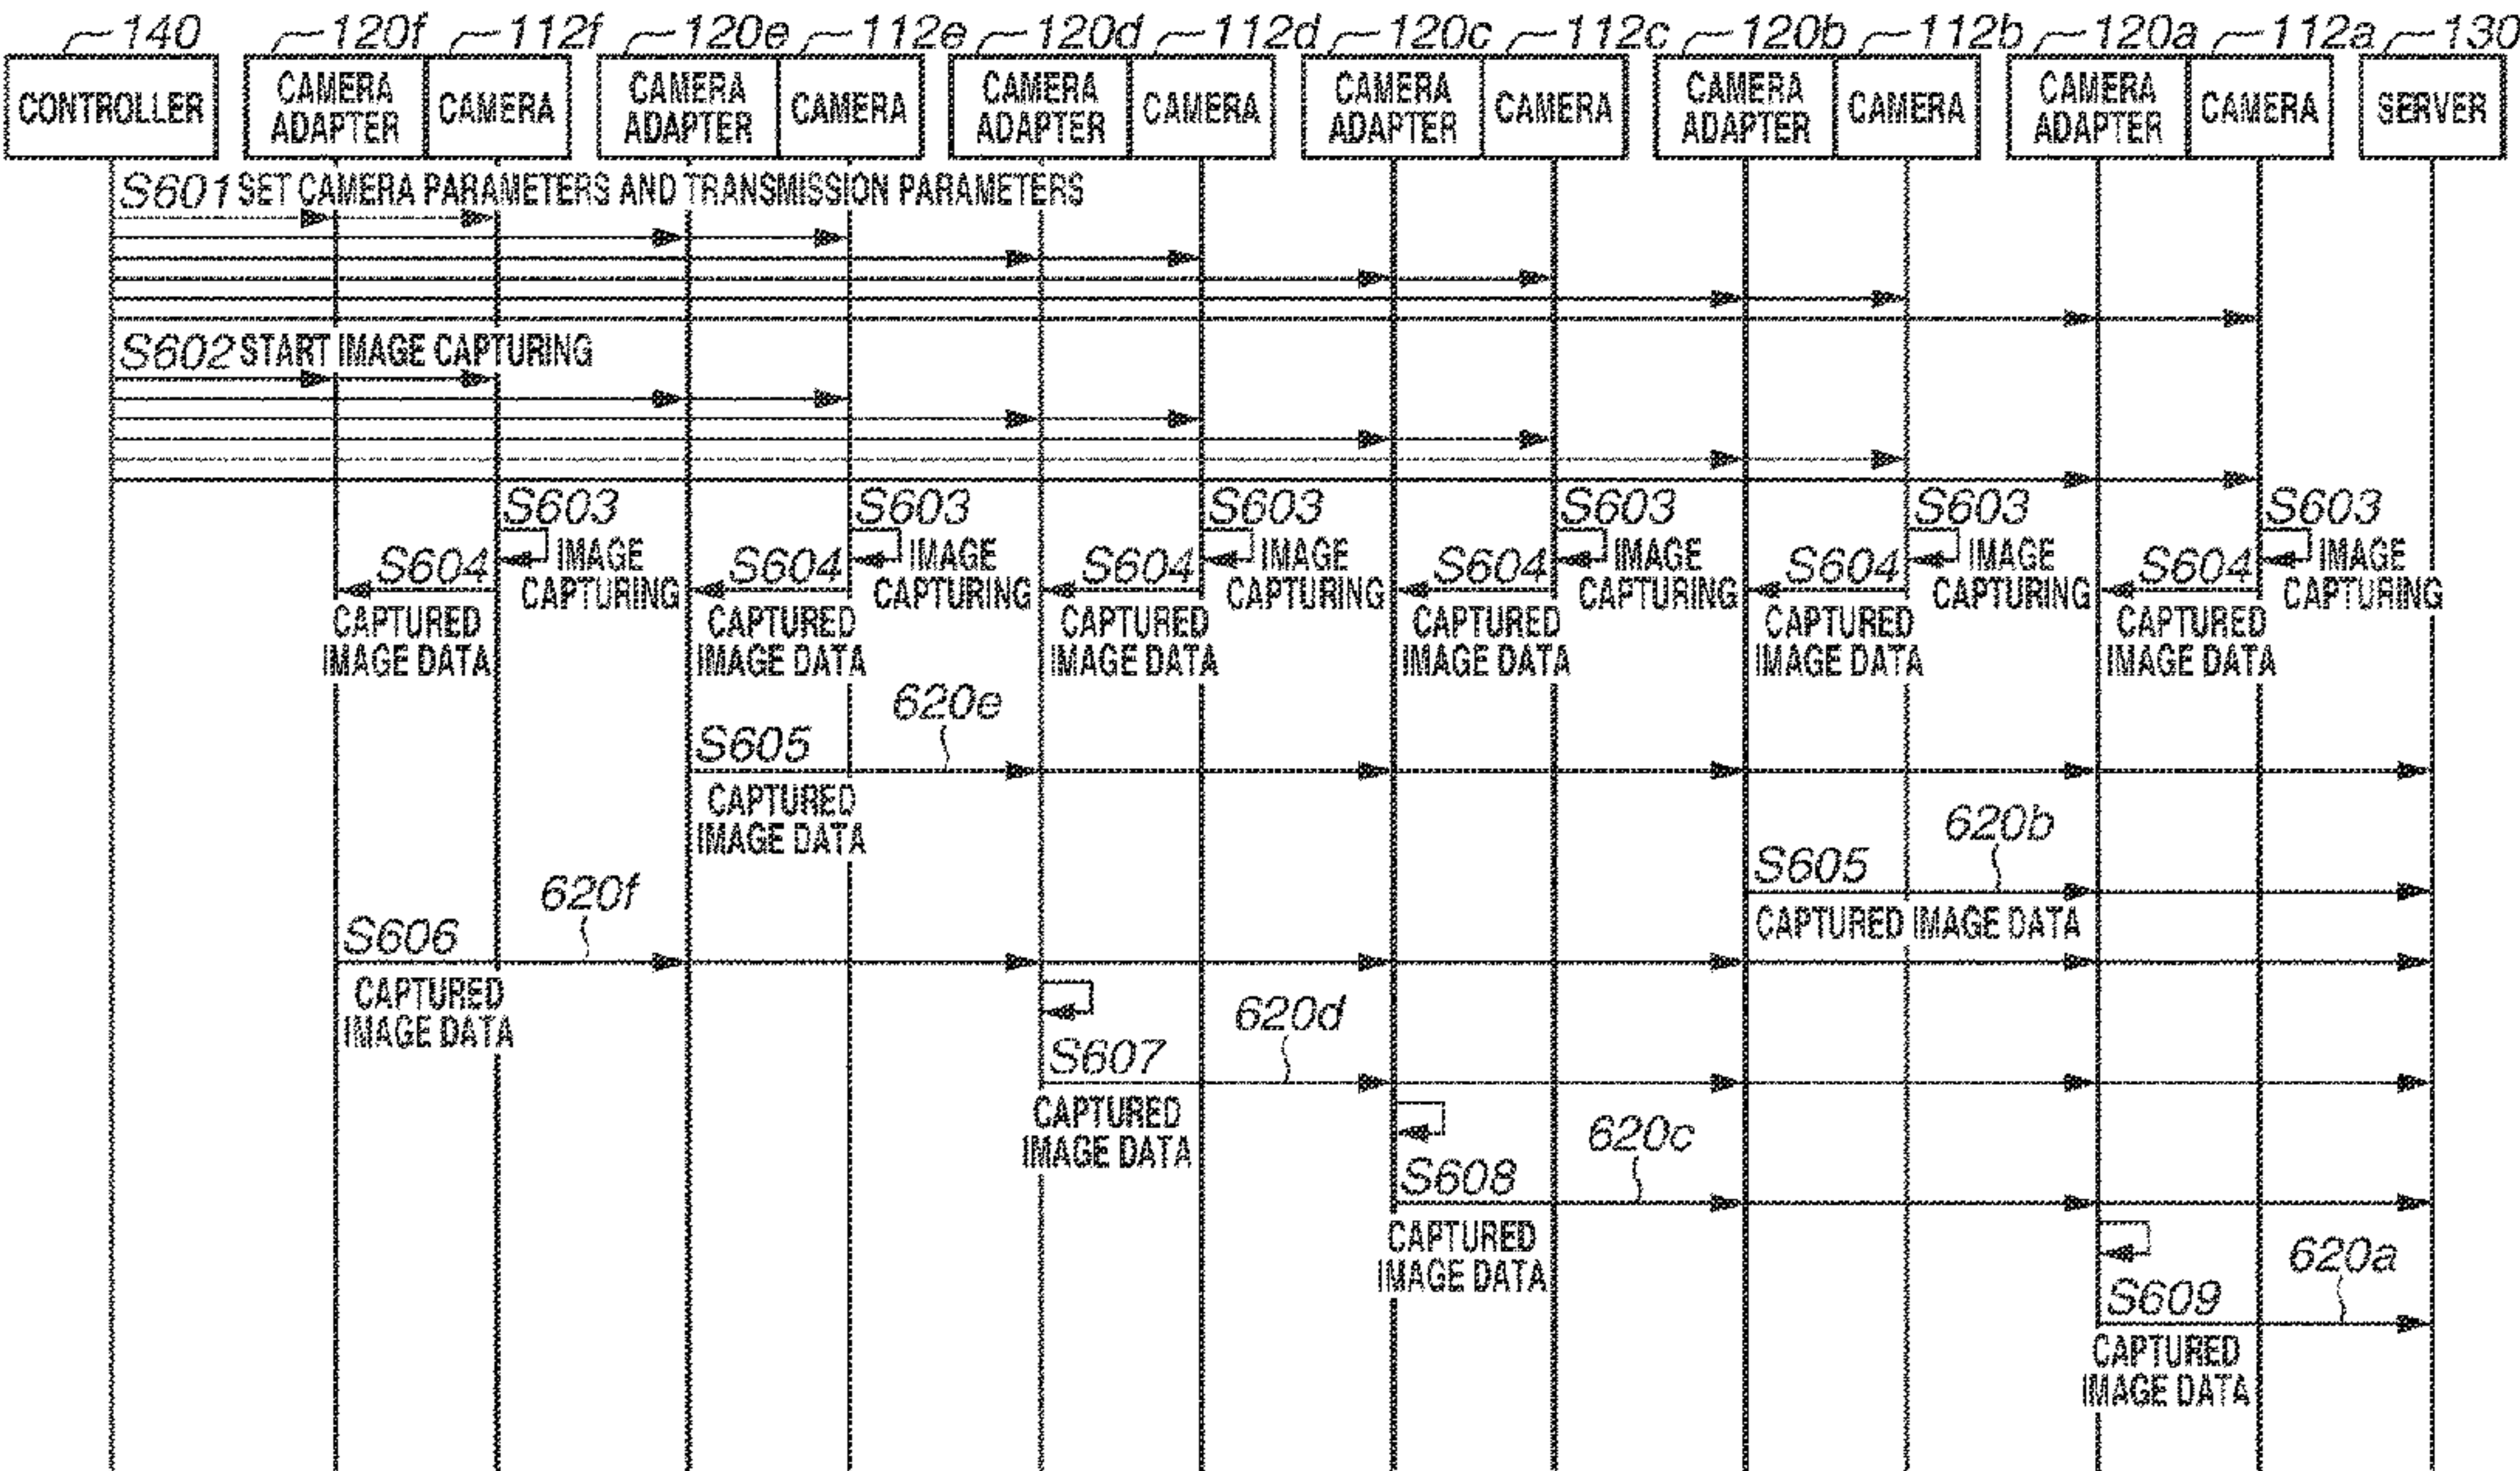 140 120f 112f 120e 112e 120d 112d 120c 112c 120b 112b 120a 112a 130
CONTROLLER
CAMERA
ADAPTER
CAMERA
CAMERA
ADAPTER
CAMERA
CAMERA
ADAPTER
CAMERA
CAMERA
ADAPTER
CAMERA
CAMERA
ADAPTER
CAMERA
CAMERA
ADAPTER
CAMERA
SERVER
S601 SET CAMERA PARAMETERS AND TRANSMISSION PARAMETERS
S602 START IMAGE CAPTURING
S603
IMAGE
CAPTURING
S603
IMAGE
CAPTURING
S603
IMAGE
CAPTURING
S603
IMAGE
CAPTURING
S603
IMAGE
CAPTURING
S603
IMAGE
CAPTURING
S604
CAPTURED
IMAGE DATA
S604
CAPTURED
IMAGE DATA
S604
CAPTURED
IMAGE DATA
S604
CAPTURED
IMAGE DATA
S604
CAPTURED
IMAGE DATA
S604
CAPTURED
IMAGE DATA
620e
S605
CAPTURED
IMAGE DATA
620b
S605
CAPTURED IMAGE DATA
620f
S606
CAPTURED
IMAGE DATA
620d
S607
CAPTURED
IMAGE DATA
620c
S608
CAPTURED
IMAGE DATA
620a
S609
CAPTURED
IMAGE DATA